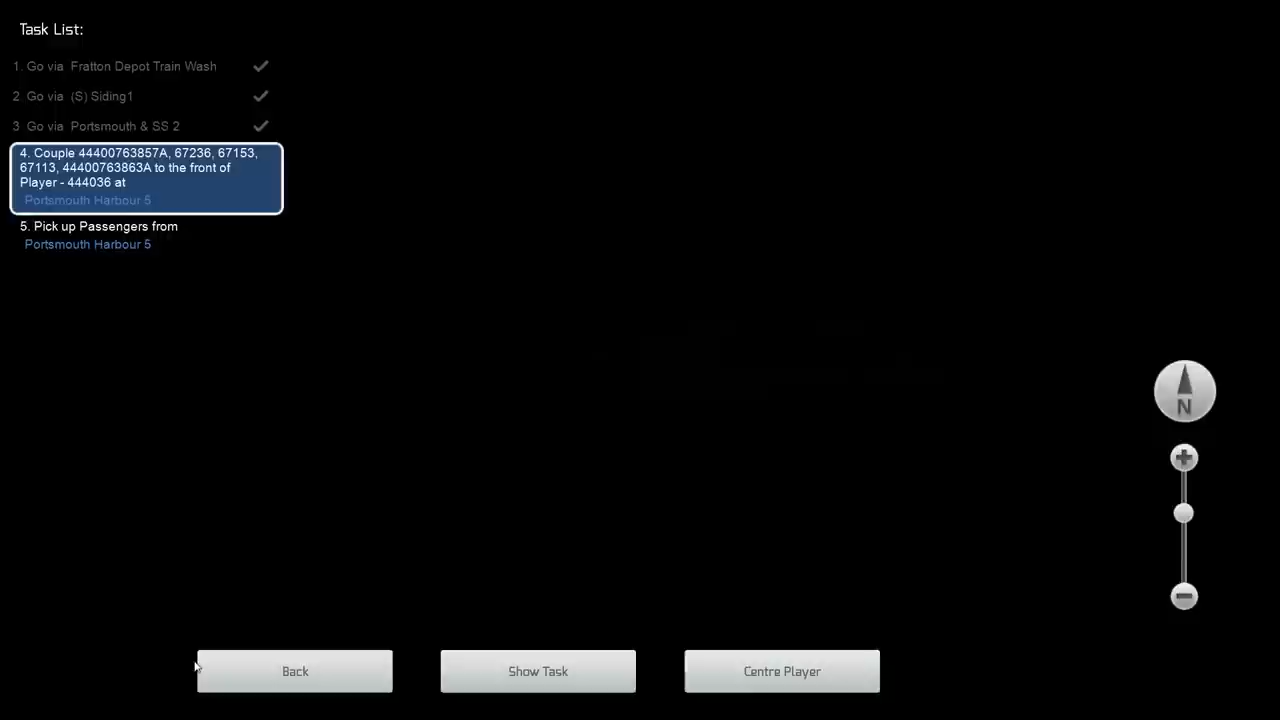 Task List:
1. Go via  Fratton Depot Train Wash
2  Go via  (S) Siding1
3  Go via  Portsmouth & SS 2
4. Couple 44400763857A, 67236, 67153,
67113, 44400763863A to the front of
Player - 444036 at
Portsmouth Harbour 5
5. Pick up Passengers from
Portsmouth Harbour 5
N
Back
Show Task
Centre Player